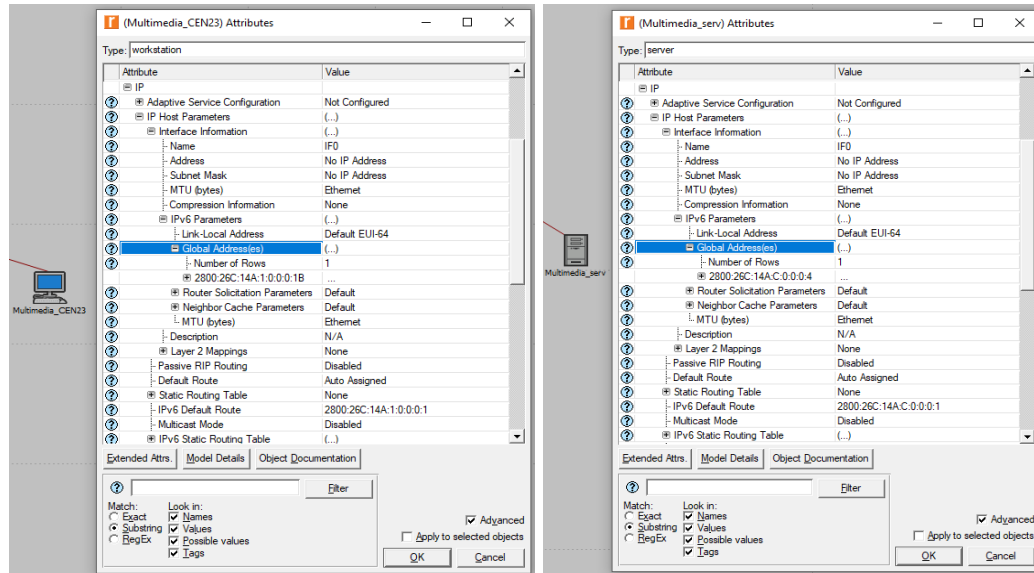 (Multimedia_CEN23) Attributes
Type: workstation
Attribute Value
IP
Adaptive Service Configuration Not Configured
IP Host Parameters (...)
Interface Information (...)
Name IF0
Address No IP Address
Subnet Mask No IP Address
MTU (bytes) Ethernet
Compression Information None
IPv6 Parameters (...)
Link-Local Address Default EUI-64
Global Address(es) (...)
Number of Rows 1
2800:26C:14A:1:0:0:0:1B ...
Router Solicitation Parameters Default
Neighbor Cache Parameters Default
MTU (bytes) Ethernet
Description N/A
Layer 2 Mappings None
Passive RIP Routing Disabled
Default Route Auto Assigned
Static Routing Table None
IPv6 Default Route 2800:26C:14A:1:0:0:0:1
Multicast Mode Disabled
IPv6 Static Routing Table (...)
Extended Attrs. Model Details Object Documentation
Filter
Match: Look in:
Exact Names
Substring Values
RegEx Possible values
Tags
Advanced
Apply to selected objects
OK Cancel
Multimedia_CEN23
(Multimedia_serv) Attributes
Type: server
Attribute Value
IP
Adaptive Service Configuration Not Configured
IP Host Parameters (...)
Interface Information (...)
Name IF0
Address No IP Address
Subnet Mask No IP Address
MTU (bytes) Ethernet
Compression Information None
IPv6 Parameters (...)
Link-Local Address Default EUI-64
Global Address(es) (...)
Number of Rows 1
2800:26C:14A:C:0:0:0:4 ...
Router Solicitation Parameters Default
Neighbor Cache Parameters Default
MTU (bytes) Ethernet
Description N/A
Layer 2 Mappings None
Passive RIP Routing Disabled
Default Route Auto Assigned
Static Routing Table None
IPv6 Default Route 2800:26C:14A:C:0:0:0:1
Multicast Mode Disabled
IPv6 Static Routing Table (...)
Extended Attrs. Model Details Object Documentation
Filter
Match: Look in:
Exact Names
Substring Values
RegEx Possible values
Tags
Advanced
Apply to selected objects
OK Cancel
Multimedia_serv